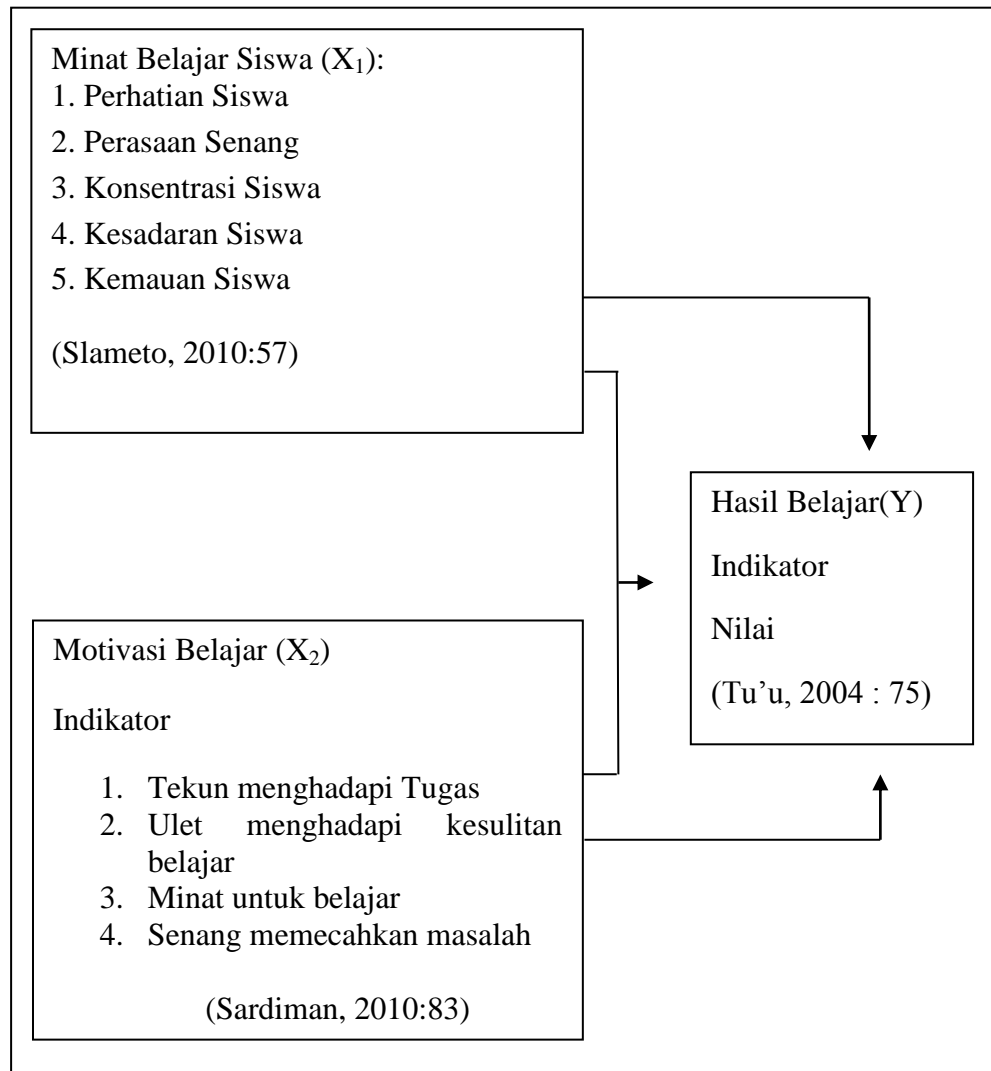 Minat Belajar Siswa (X₁):
1. Perhatian Siswa
2. Perasaan Senang
3. Konsentrasi Siswa
4. Kesadaran Siswa
5. Kemauan Siswa
(Slameto, 2010:57)
Hasil Belajar(Y)
Indikator
Nilai
(Tu’u, 2004 : 75)
Motivasi Belajar (X₂)
Indikator
1. Tekun menghadapi Tugas
2. Ulet menghadapi kesulitan
belajar
3. Minat untuk belajar
4. Senang memecahkan masalah
(Sardiman, 2010:83)